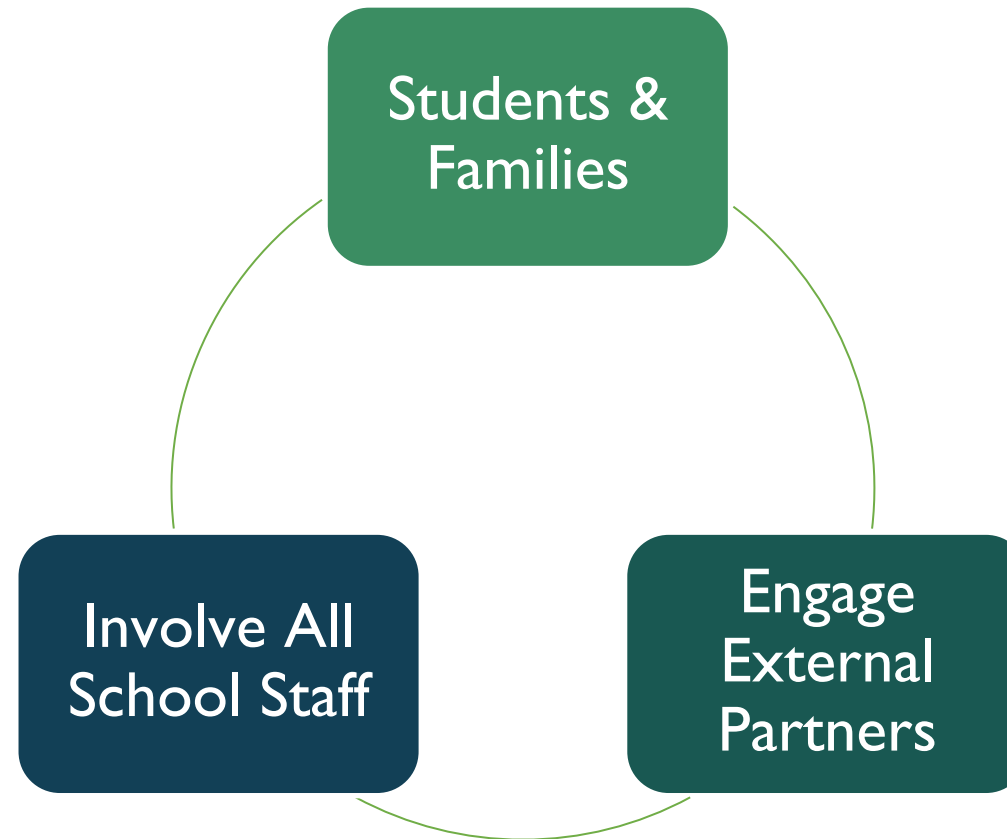 Students &
Families
Involve All
School Staff
Engage
External
Partners